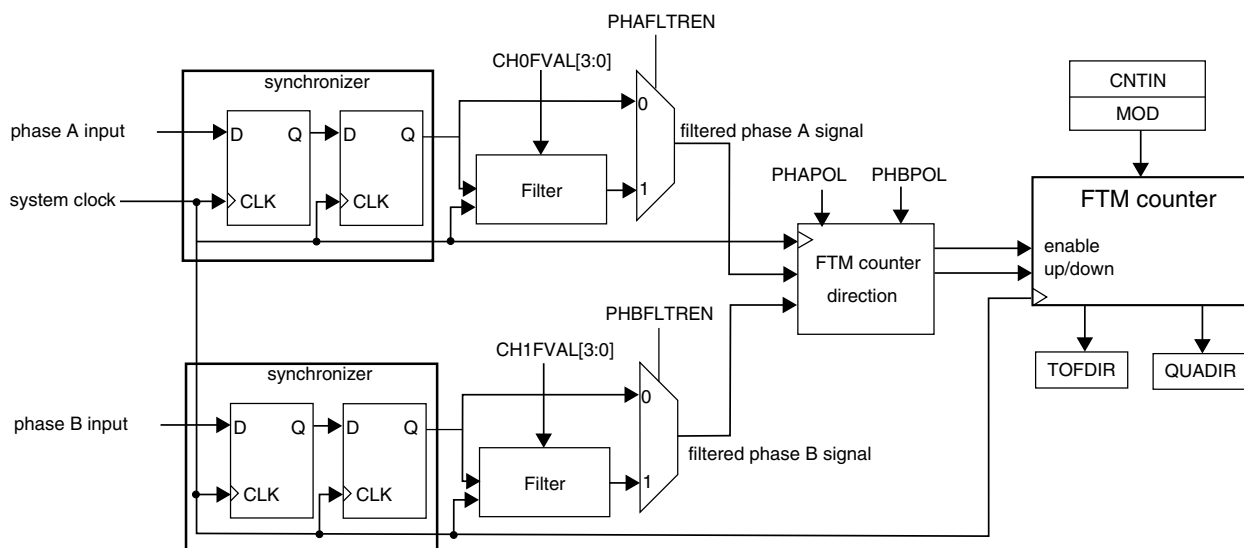 PHAFLTREN
CH0FVAL[3:0]
synchronizer
CNTIN
MOD
0
phase A input
D
Q
D
Q
filtered phase A signal
Filter
1
PHAPOL
PHBPOL
system clock
CLK
CLK
FTM counter
enable
up/down
FTM counter
direction
PHBFLTREN
CH1FVAL[3:0]
synchronizer
TOFDIR
QUADIR
0
phase B input
D
Q
D
Q
filtered phase B signal
Filter
1
CLK
CLK